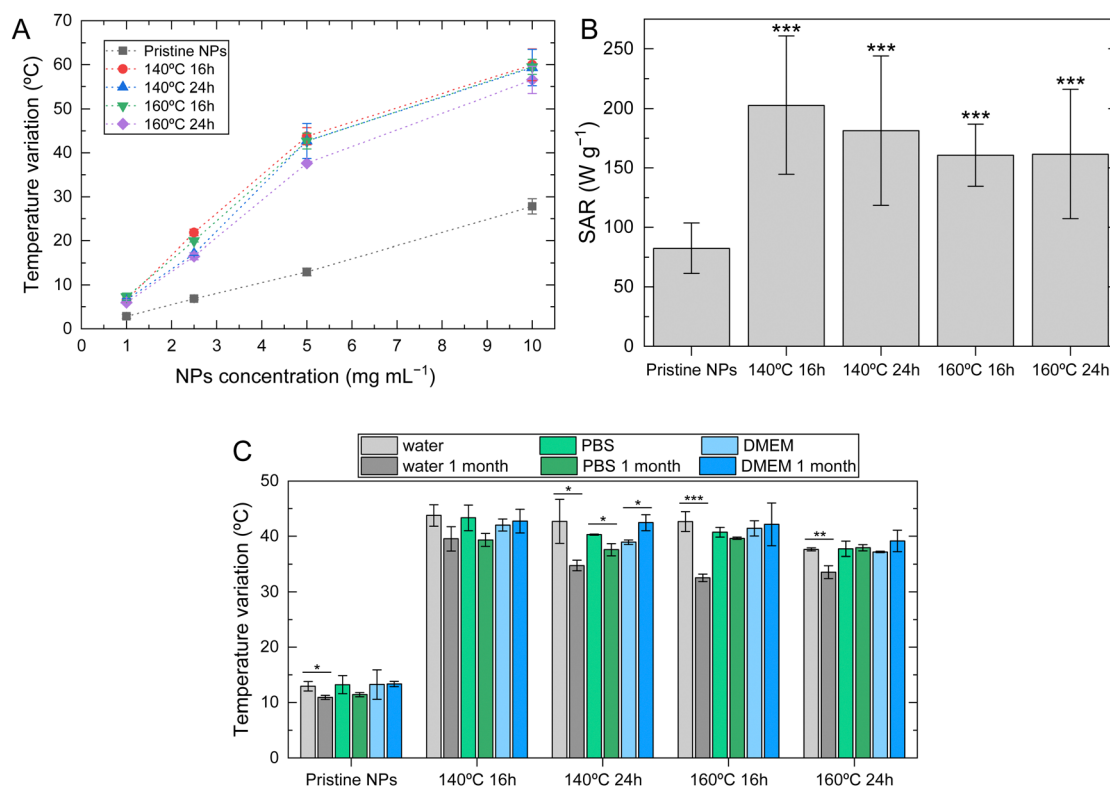 A
Temperature variation (ºC)
70
60
50
40
30
20
10
0
Pristine NPs
140ºC 16h
140ºC 24h
160ºC 16h
160ºC 24h
0 1 2 3 4 5 6 7 8 9 10
NPs concentration (mg mL⁻¹)
B
SAR (W g⁻¹)
250
200
150
100
50
0
***
***
***
***
Pristine NPs 140ºC 16h 140ºC 24h 160ºC 16h 160ºC 24h
C
water PBS DMEM
water 1 month PBS 1 month DMEM 1 month
Temperature variation (ºC)
50
40
30
20
10
0
*
*
*
*
***
**
Pristine NPs 140ºC 16h 140ºC 24h 160ºC 16h 160ºC 24h